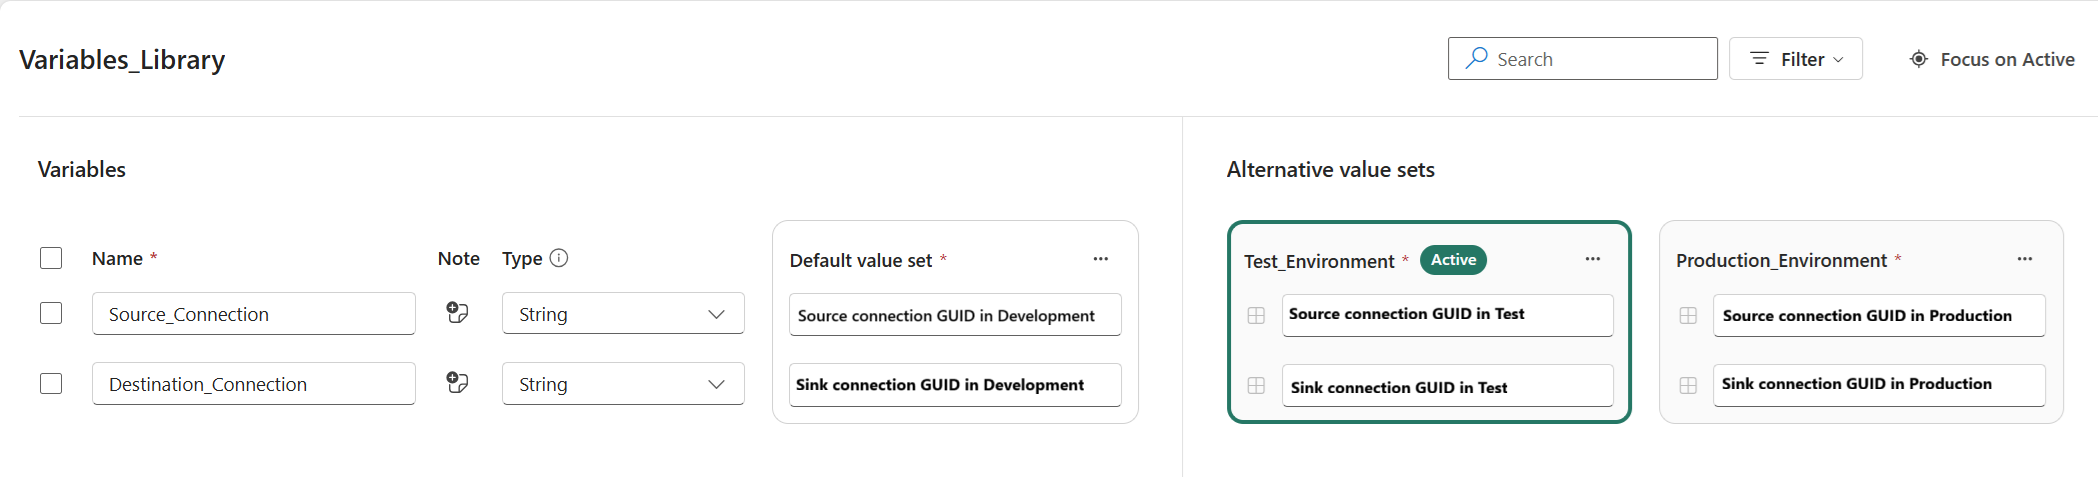 Variables_Library
Search
Filter
Focus on Active
Variables
Alternative value sets
Name *
Note
Type
Default value set *
Test_Environment *
Active
Production_Environment *
Source_Connection
String
Source connection GUID in Development
Source connection GUID in Test
Source connection GUID in Production
Destination_Connection
String
Sink connection GUID in Development
Sink connection GUID in Test
Sink connection GUID in Production